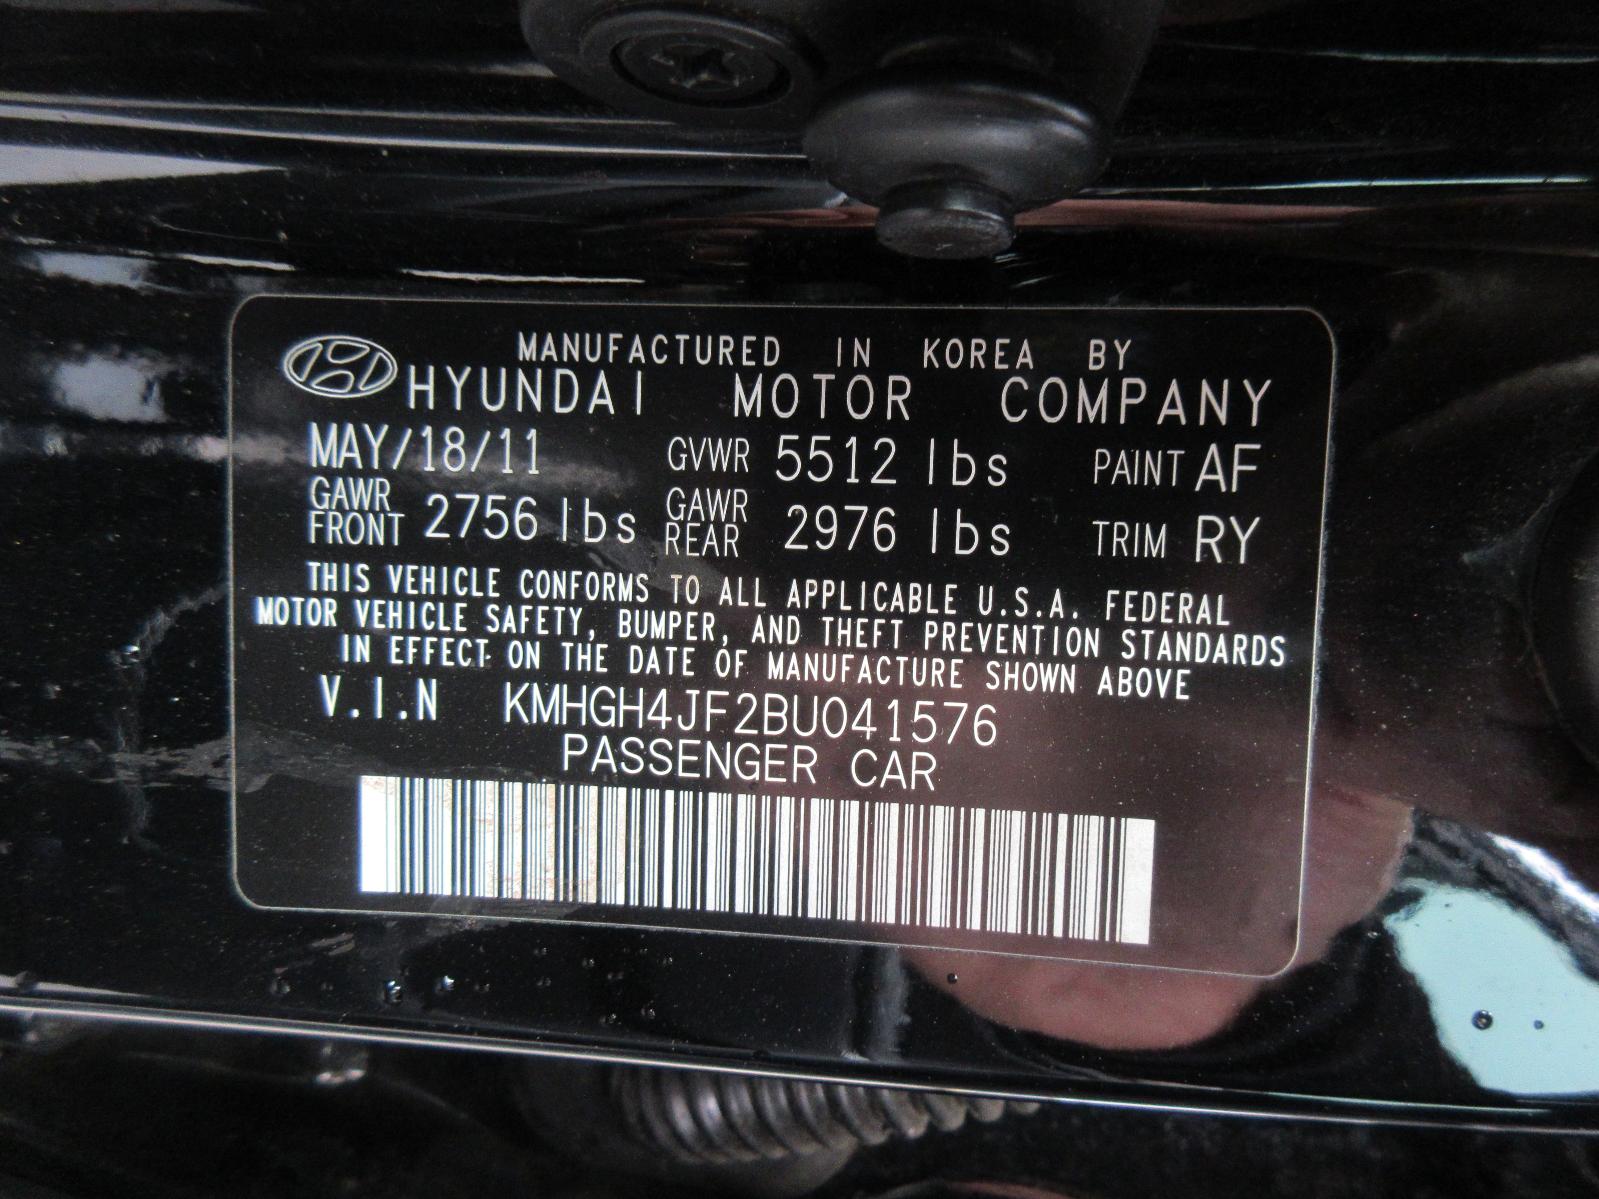 MANUFACTURED IN KOREA BY
HYUNDAI MOTOR COMPANY
MAY/18/11 GVWR 5512 lbs PAINT AF
GAWR FRONT 2756 lbs GAWR REAR 2976 lbs TRIM RY
THIS VEHICLE CONFORMS TO ALL APPLICABLE U.S.A. FEDERAL
MOTOR VEHICLE SAFETY, BUMPER, AND THEFT PREVENTION STANDARDS
IN EFFECT ON THE DATE OF MANUFACTURE SHOWN ABOVE
V.I.N KMHGH4JF2BU041576
PASSENGER CAR